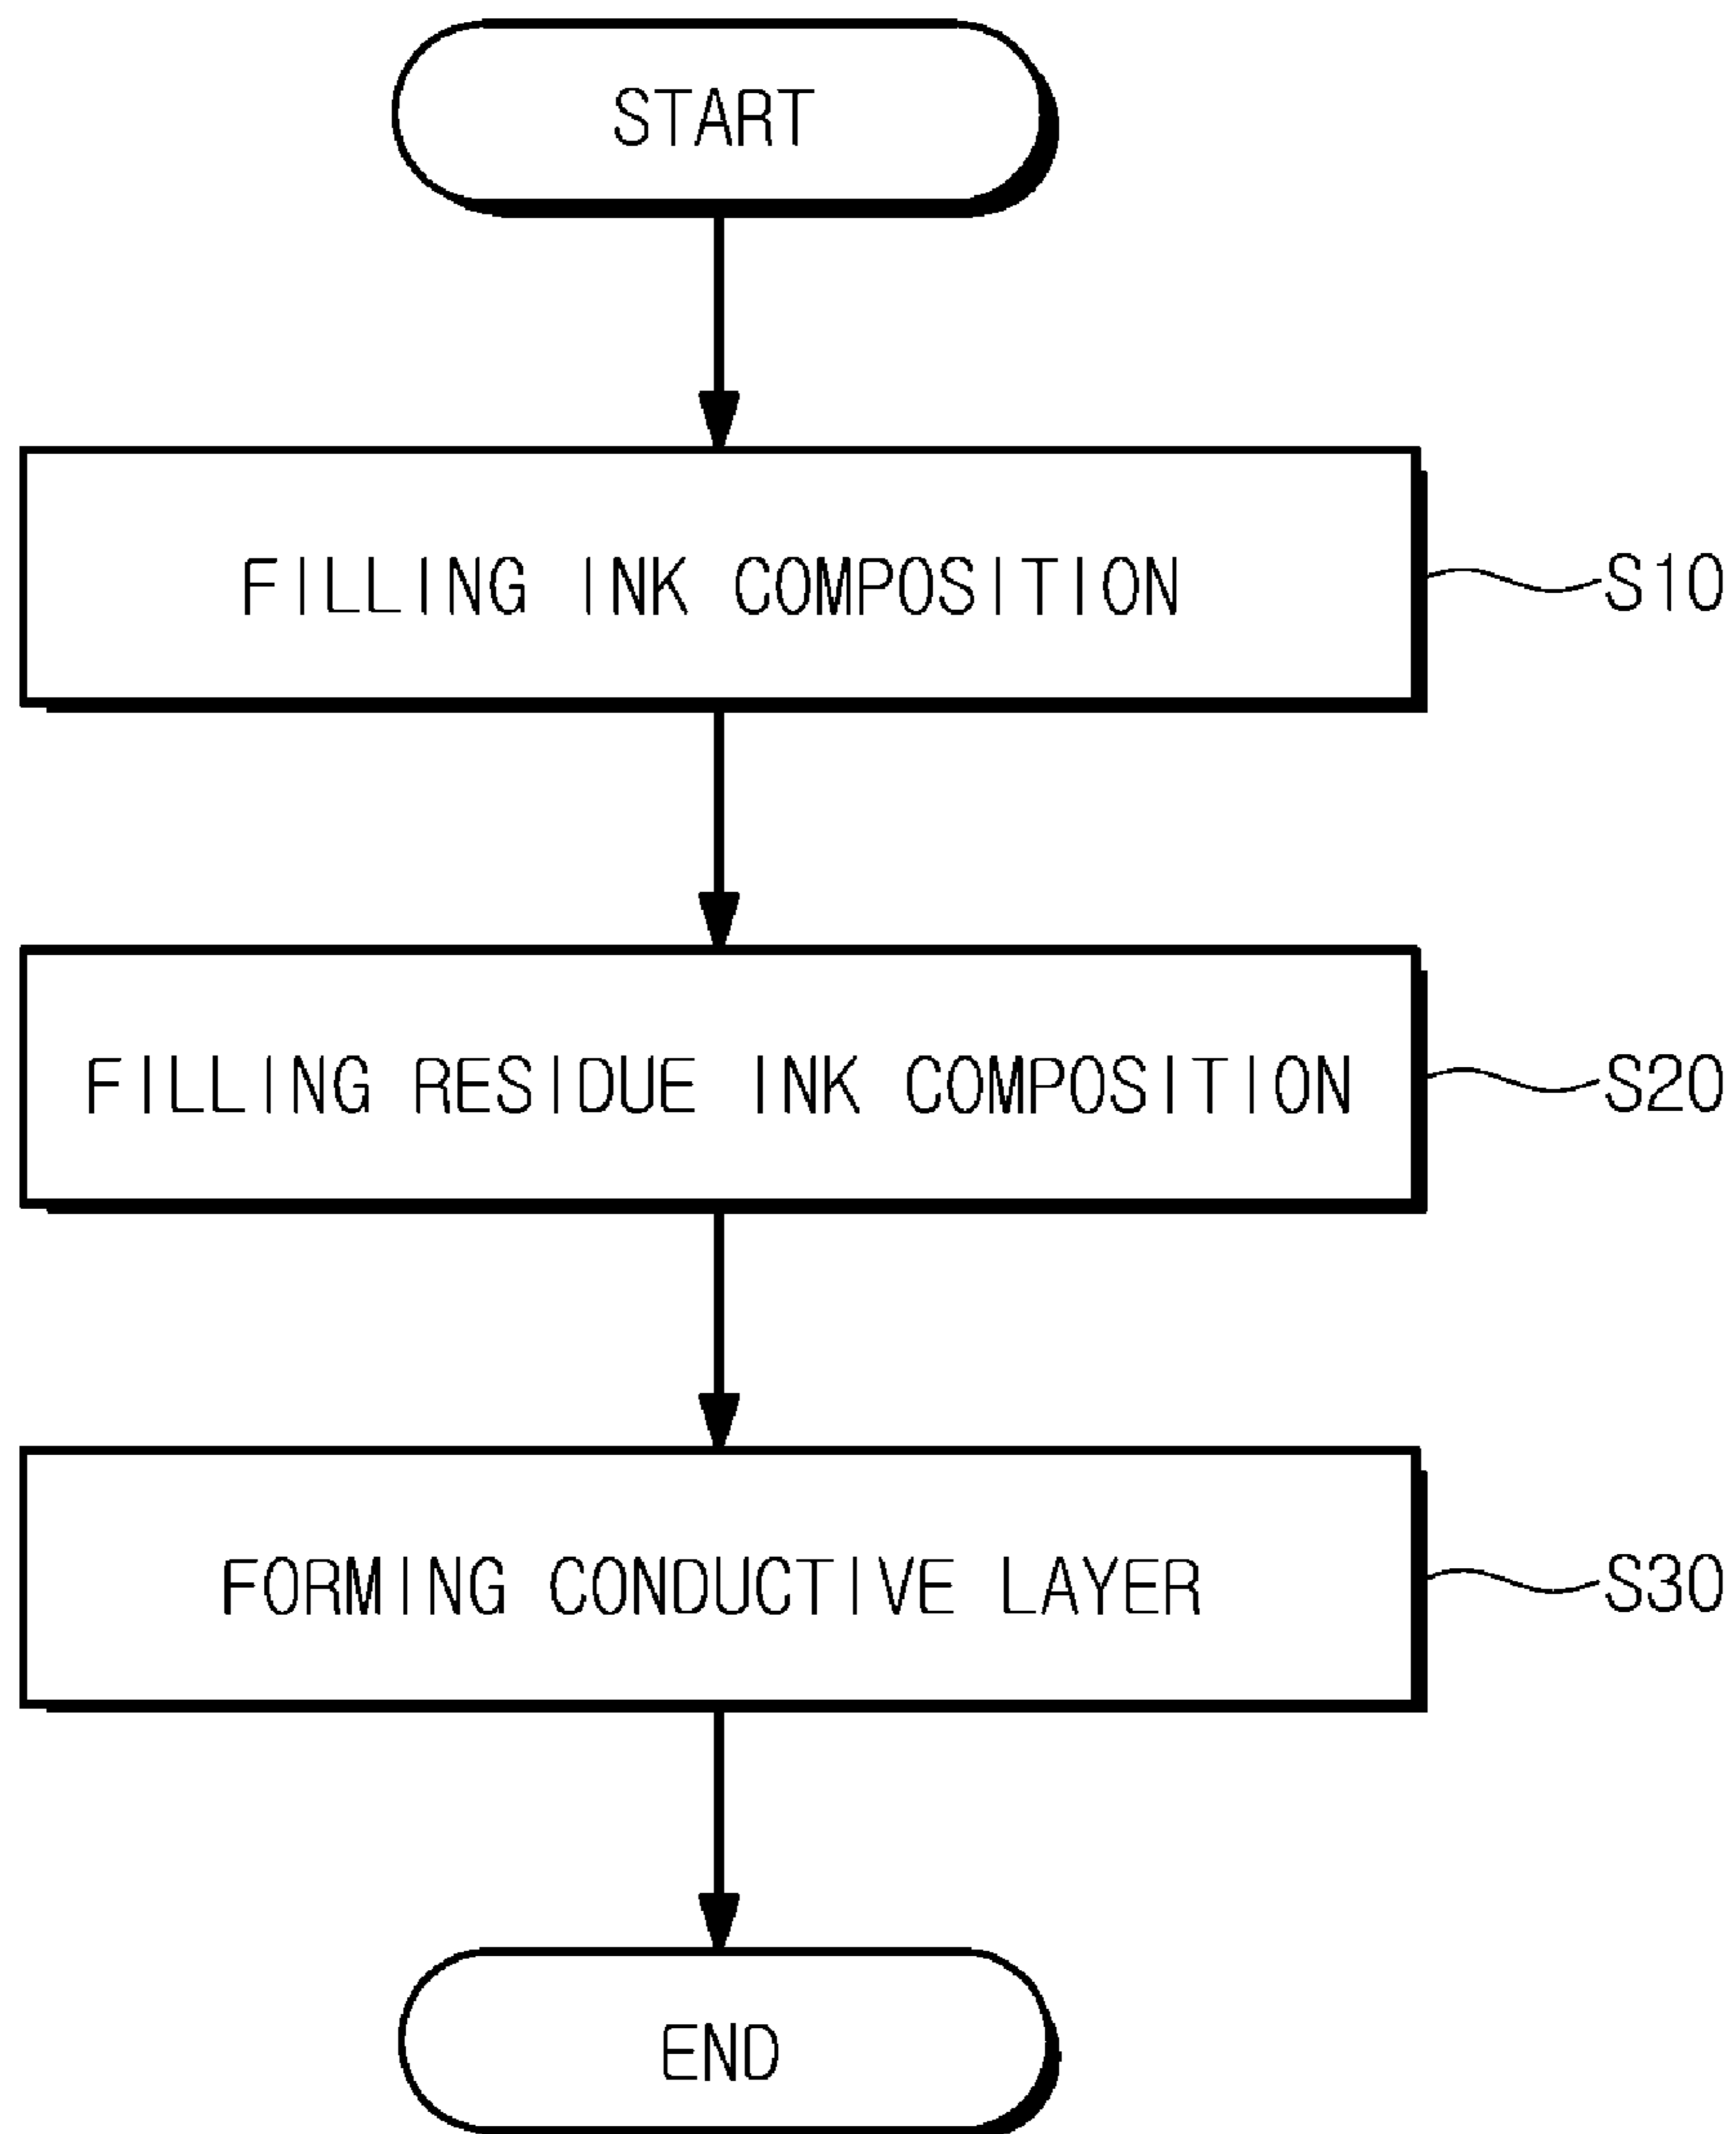 START
FILLING INK COMPOSITION
S10
FILLING RESIDUE INK COMPOSITION
S20
FORMING CONDUCTIVE LAYER
S30
END